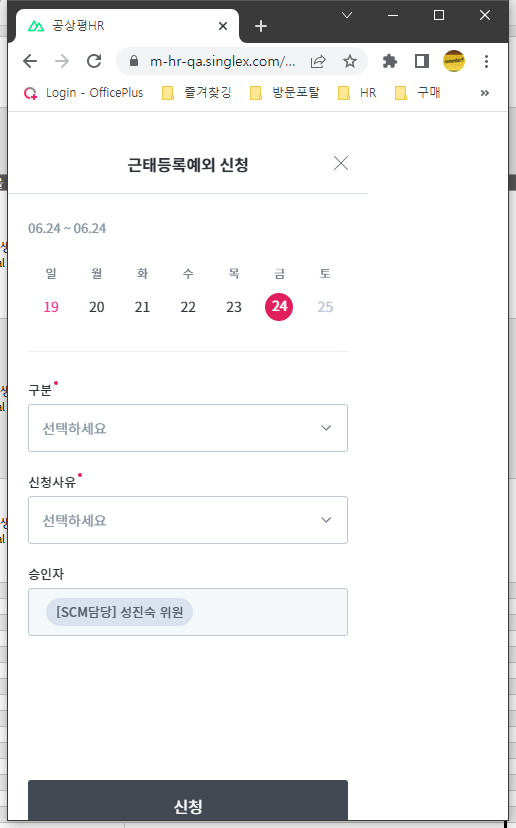 공상평HR
m-hr-qa.singlex.com/...
Login - OfficePlus 즐겨찾깅 방문포탈 HR 구매
근태등록예외 신청
06.24 ~ 06.24
일 월 화 수 목 금 토
19 20 21 22 23 24 25
구분
선택하세요
신청사유
선택하세요
승인자
[SCM담당] 성진숙 위원
신청